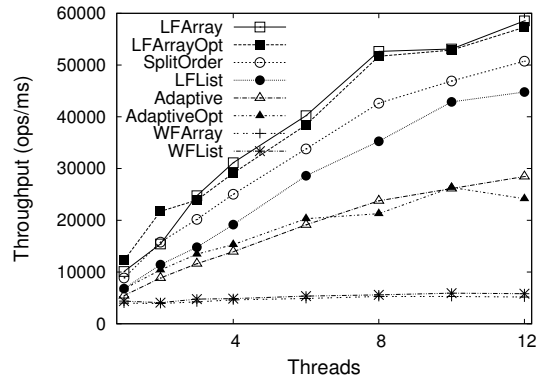 60000
50000
40000
30000
20000
10000
0
4
8
12
Throughput (ops/ms)
Threads
LFArray
LFArrayOpt
SplitOrder
LFList
Adaptive
AdaptiveOpt
WFArray
WFList